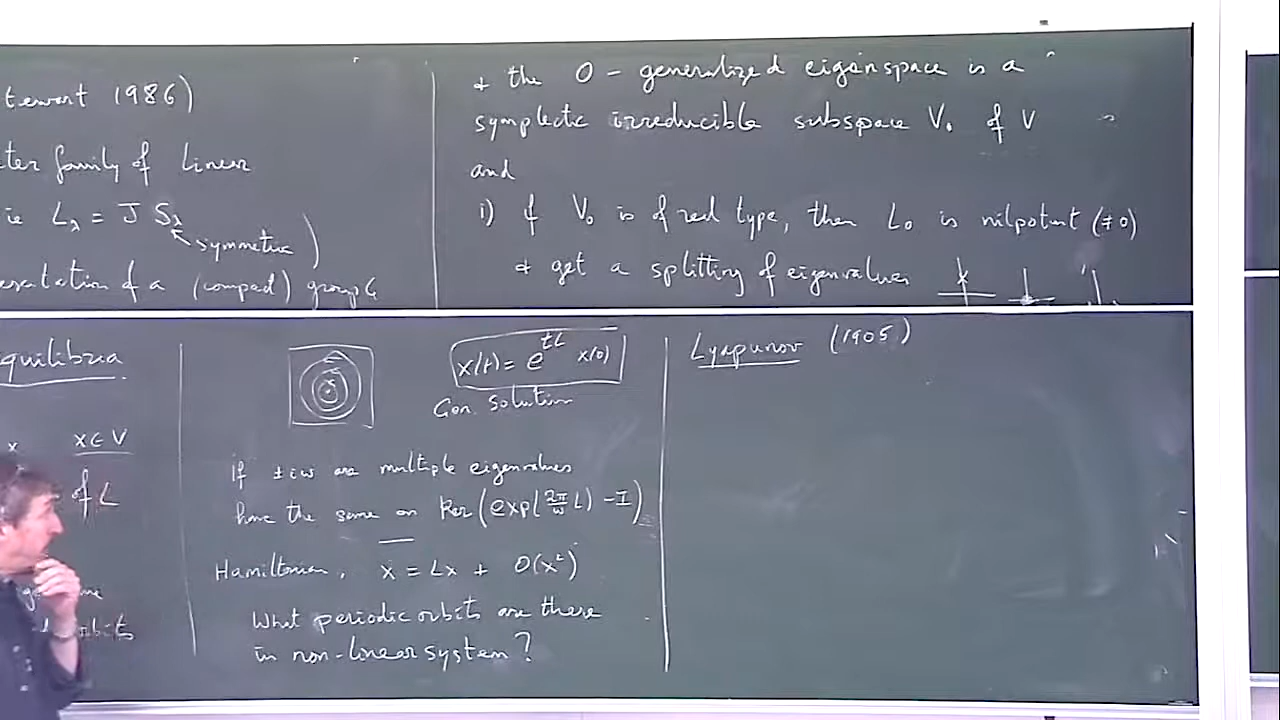 tewart 1986)
ter family of linear
ie L_λ = J S_λ
symmetric )
esentation of a (compact) group G
& the 0 - generalized eigenspace is a
symplectic irreducible subspace V₀ of V
and
i) if V₀ is of real type, then L₀ is nilpotent (≠0)
& get a splitting of eigenvalues
quilibria
x x ∈ V
of L
orbits
x(t) = e^{tL} x(0)
Gen. solution
If ±iω are multiple eigenvalues
have the same on ker(exp(2π/ω L) - I)
Hamiltonian, ẋ = Lx + O(x²)
What periodic orbits are there
in non-linear system?
Lyapunov (1905)